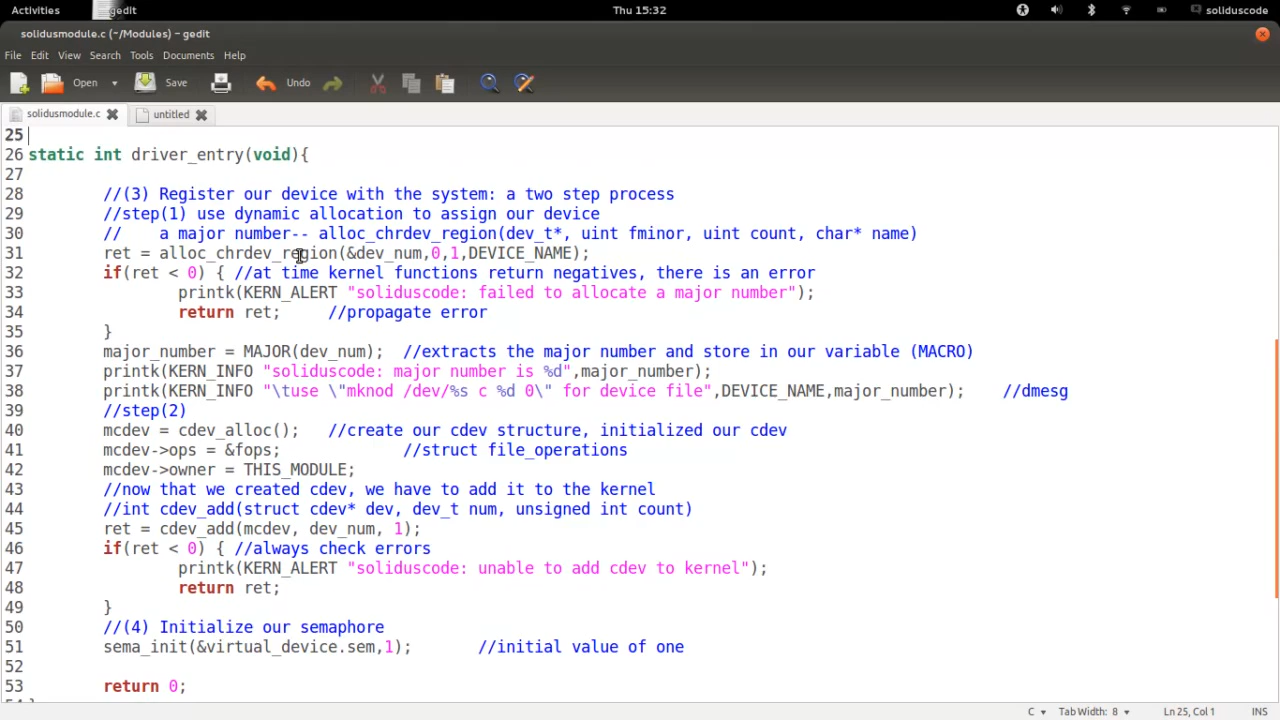 Activities gedit Thu 15:32 soliduscode
solidusmodule.c (~/Modules) - gedit
File Edit View Search Tools Documents Help
Open Save Undo
solidusmodule.c untitled
25
26 static int driver_entry(void){
27
28 //(3) Register our device with the system: a two step process
29 //step(1) use dynamic allocation to assign our device
30 // a major number-- alloc_chrdev_region(dev_t*, uint fminor, uint count, char* name)
31 ret = alloc_chrdev_region(&dev_num,0,1,DEVICE_NAME);
32 if(ret < 0) { //at time kernel functions return negatives, there is an error
33 printk(KERN_ALERT "soliduscode: failed to allocate a major number");
34 return ret; //propagate error
35 }
36 major_number = MAJOR(dev_num); //extracts the major number and store in our variable (MACRO)
37 printk(KERN_INFO "soliduscode: major number is %d",major_number);
38 printk(KERN_INFO "\tuse \"mknod /dev/%s c %d 0\" for device file",DEVICE_NAME,major_number); //dmesg
39 //step(2)
40 mcdev = cdev_alloc(); //create our cdev structure, initialized our cdev
41 mcdev->ops = &fops; //struct file_operations
42 mcdev->owner = THIS_MODULE;
43 //now that we created cdev, we have to add it to the kernel
44 //int cdev_add(struct cdev* dev, dev_t num, unsigned int count)
45 ret = cdev_add(mcdev, dev_num, 1);
46 if(ret < 0) { //always check errors
47 printk(KERN_ALERT "soliduscode: unable to add cdev to kernel");
48 return ret;
49 }
50 //(4) Initialize our semaphore
51 sema_init(&virtual_device.sem,1); //initial value of one
52
53 return 0;
C Tab Width: 8 Ln 25, Col 1 INS